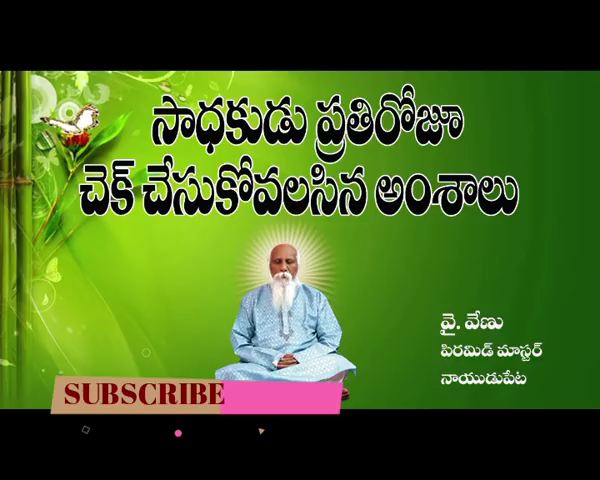 సాధకుడు ప్రతిరోజూ
చెక్ చేసుకోవలసిన అంశాలు
వై. వేణు
పిరమిడ్ మాస్టర్
నాయుడుపేట
SUBSCRIBE